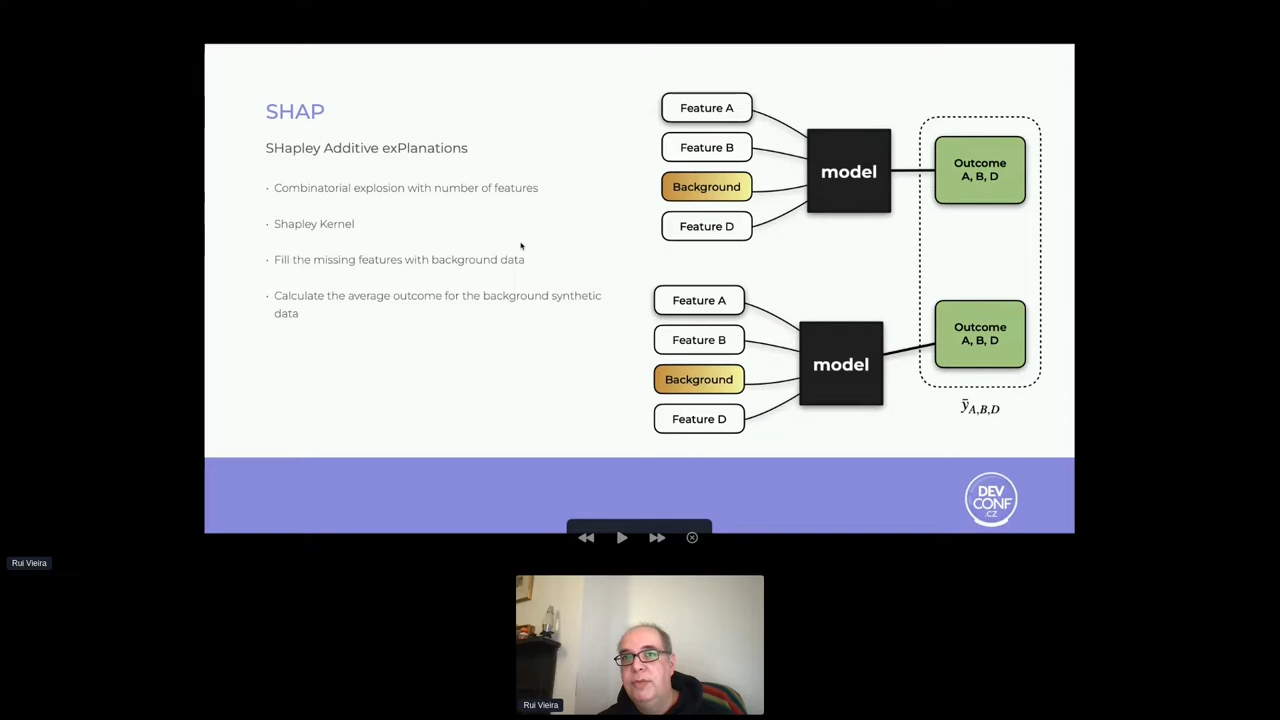 SHAP
SHapley Additive exPlanations
· Combinatorial explosion with number of features
· Shapley Kernel
· Fill the missing features with background data
· Calculate the average outcome for the background synthetic
data
Feature A
Feature B
Background
Feature D
model
Outcome
A, B, D
Feature A
Feature B
Background
Feature D
model
Outcome
A, B, D
ȳA,B,D
DEV
CONF
.CZ
Rui Vieira
Rui Vieira